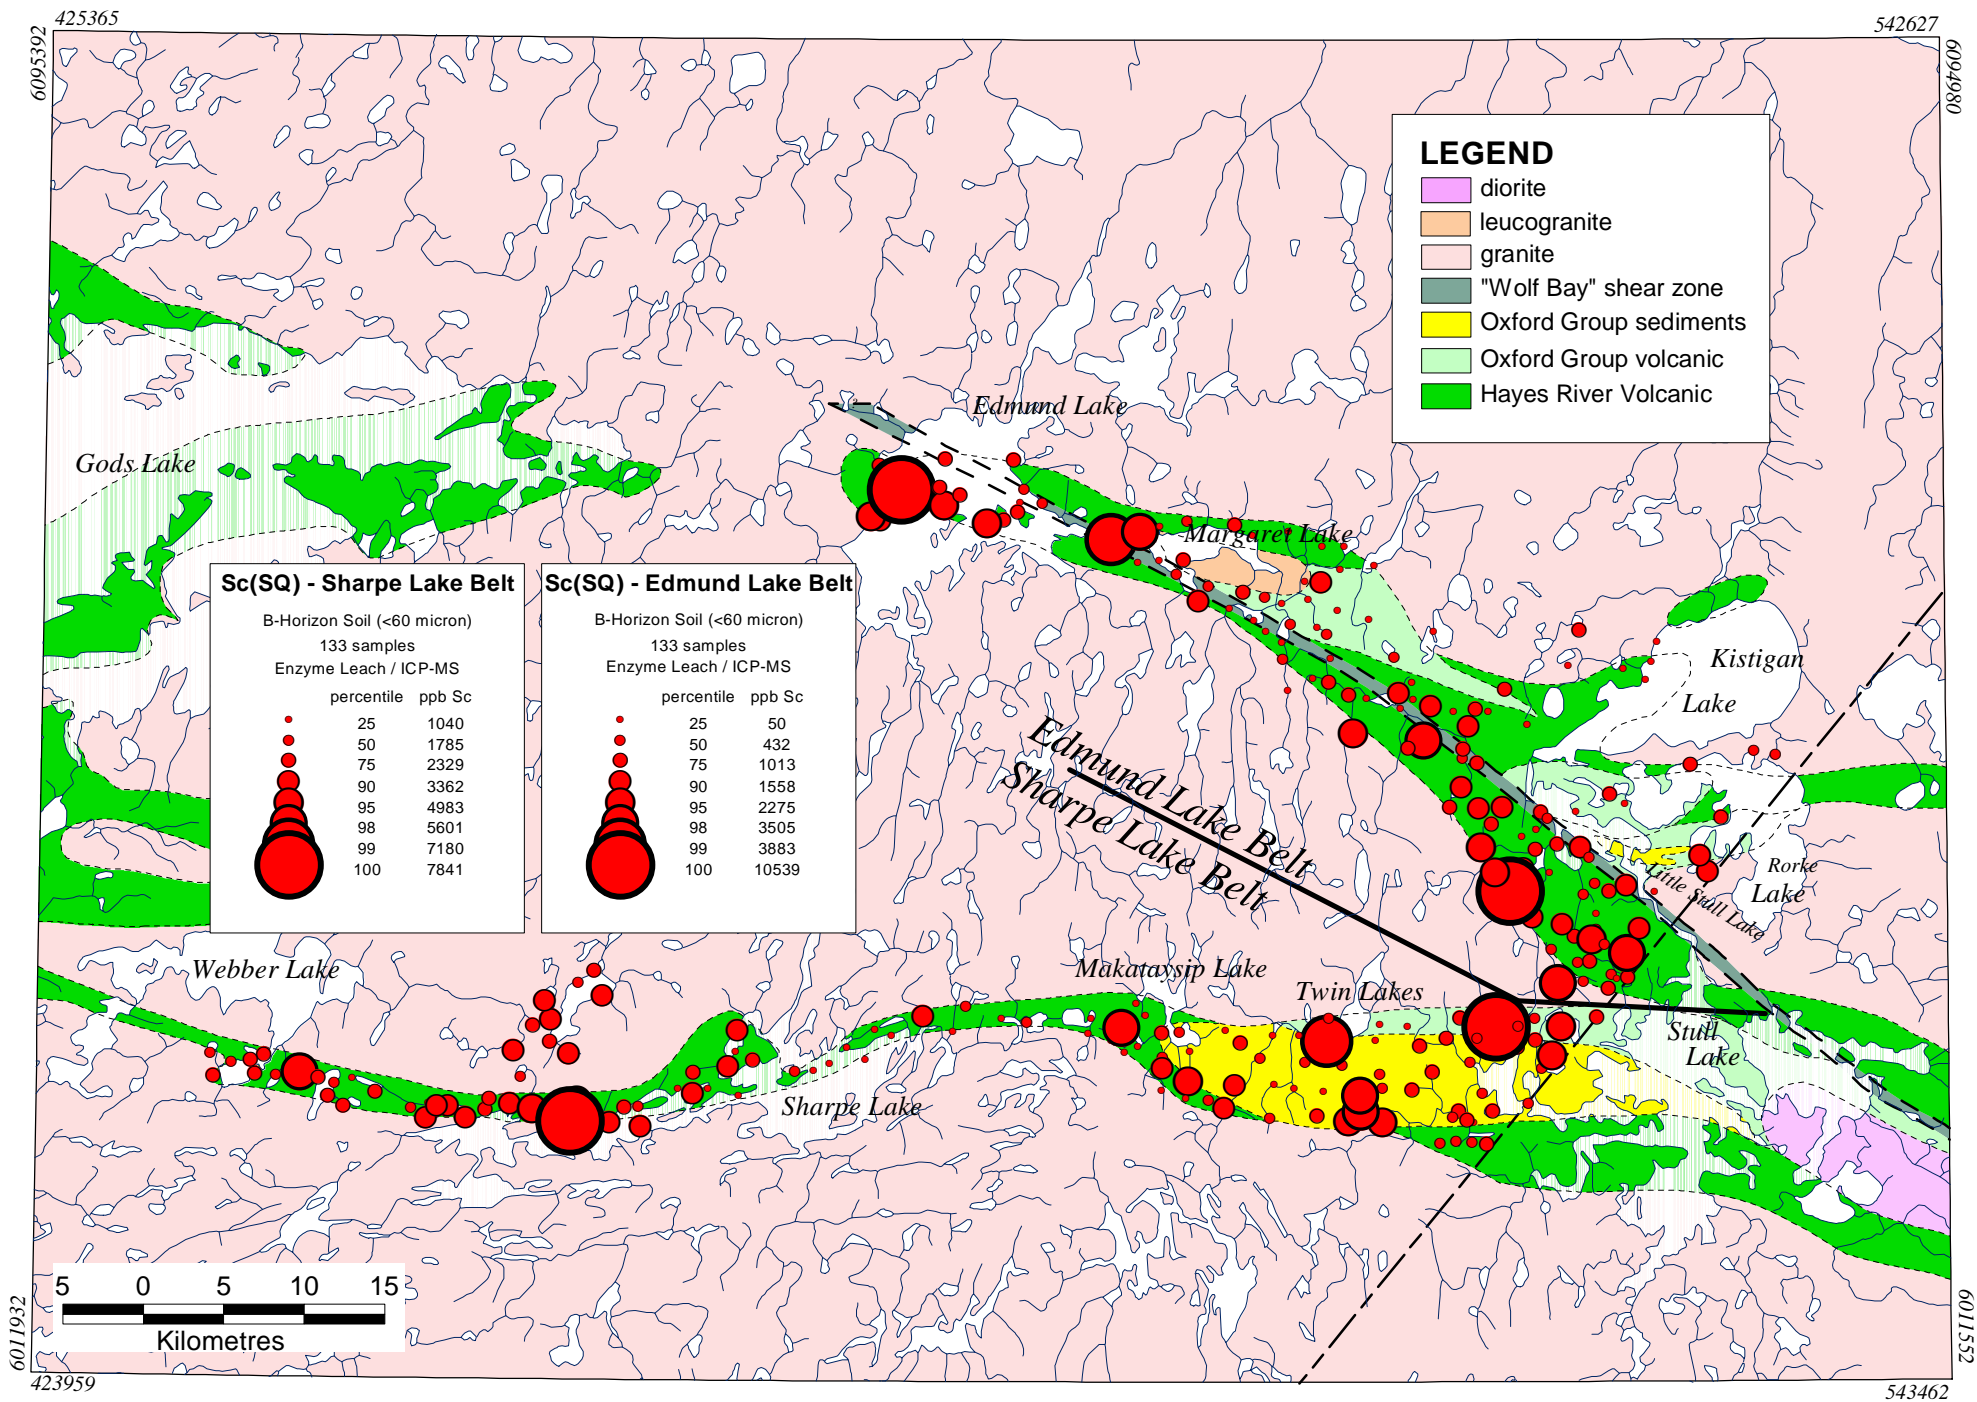 425365
542627
6095392
6094980
LEGEND
diorite
leucogranite
granite
"Wolf Bay" shear zone
Oxford Group sediments
Oxford Group volcanic
Hayes River Volcanic
Edmund Lake
Gods Lake
Margaret Lake
Sc(SQ) - Sharpe Lake Belt
B-Horizon Soil (<60 micron)
133 samples
Enzyme Leach / ICP-MS
percentile ppb Sc
25 1040
50 1785
75 2329
90 3362
95 4983
98 5601
99 7180
100 7841
Sc(SQ) - Edmund Lake Belt
B-Horizon Soil (<60 micron)
133 samples
Enzyme Leach / ICP-MS
percentile ppb Sc
25 50
50 432
75 1013
90 1558
95 2275
98 3505
99 3883
100 10539
Kistigan
Lake
Edmund Lake Belt
Sharpe Lake Belt
Rorke
Lake
Little Stull Lake
Webber Lake
Makataysip Lake
Twin Lakes
Stull
Lake
Sharpe Lake
5 0 5 10 15
Kilometres
6011932
423959
6011552
543462